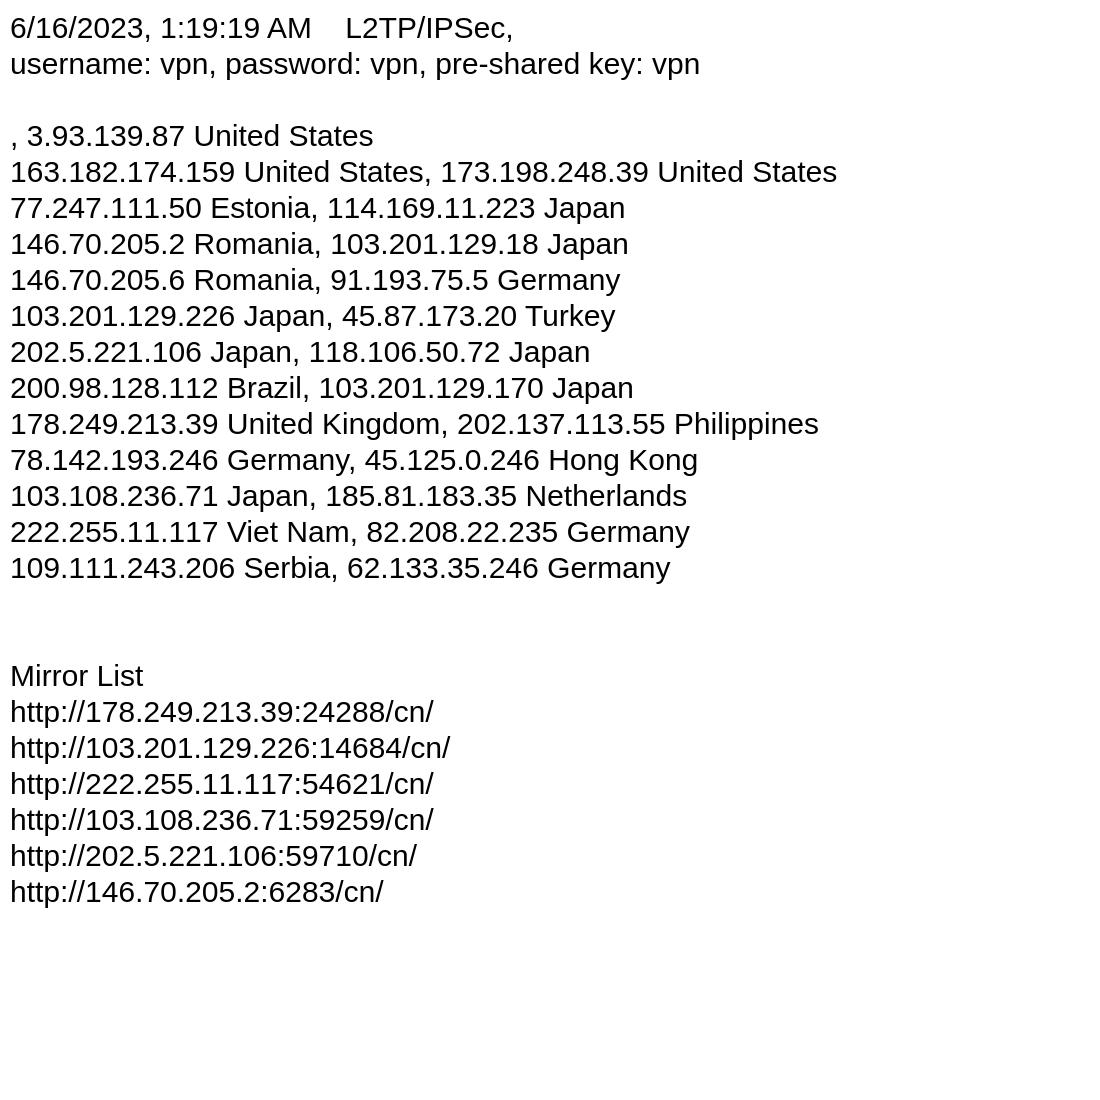 6/16/2023, 1:19:19 AM    L2TP/IPSec,
username: vpn, password: vpn, pre-shared key: vpn
, 3.93.139.87 United States
163.182.174.159 United States, 173.198.248.39 United States
77.247.111.50 Estonia, 114.169.11.223 Japan
146.70.205.2 Romania, 103.201.129.18 Japan
146.70.205.6 Romania, 91.193.75.5 Germany
103.201.129.226 Japan, 45.87.173.20 Turkey
202.5.221.106 Japan, 118.106.50.72 Japan
200.98.128.112 Brazil, 103.201.129.170 Japan
178.249.213.39 United Kingdom, 202.137.113.55 Philippines
78.142.193.246 Germany, 45.125.0.246 Hong Kong
103.108.236.71 Japan, 185.81.183.35 Netherlands
222.255.11.117 Viet Nam, 82.208.22.235 Germany
109.111.243.206 Serbia, 62.133.35.246 Germany
Mirror List
http://178.249.213.39:24288/cn/
http://103.201.129.226:14684/cn/
http://222.255.11.117:54621/cn/
http://103.108.236.71:59259/cn/
http://202.5.221.106:59710/cn/
http://146.70.205.2:6283/cn/